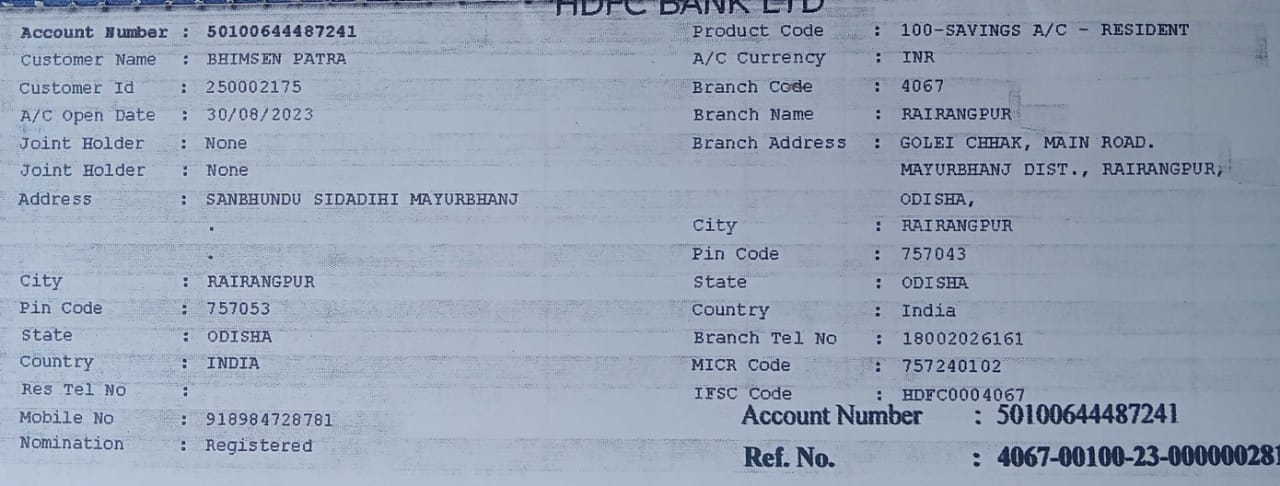 HDFC BANK LTD
Account Number : 50100644487241
Customer Name : BHIMSEN PATRA
Customer Id : 250002175
A/C Open Date : 30/08/2023
Joint Holder : None
Joint Holder : None
Address : SANBHUNDU SIDADIHI MAYURBHANJ
.
.
City : RAIRANGPUR
Pin Code : 757053
State : ODISHA
Country : INDIA
Res Tel No :
Mobile No : 918984728781
Nomination : Registered
Product Code : 100-SAVINGS A/C - RESIDENT
A/C Currency : INR
Branch Code : 4067
Branch Name : RAIRANGPUR
Branch Address : GOLEI CHHAK, MAIN ROAD.
MAYURBHANJ DIST., RAIRANGPUR,
ODISHA,
City : RAIRANGPUR
Pin Code : 757043
State : ODISHA
Country : India
Branch Tel No : 18002026161
MICR Code : 757240102
IFSC Code : HDFC0004067
Account Number : 50100644487241
Ref. No. : 4067-00100-23-000000281